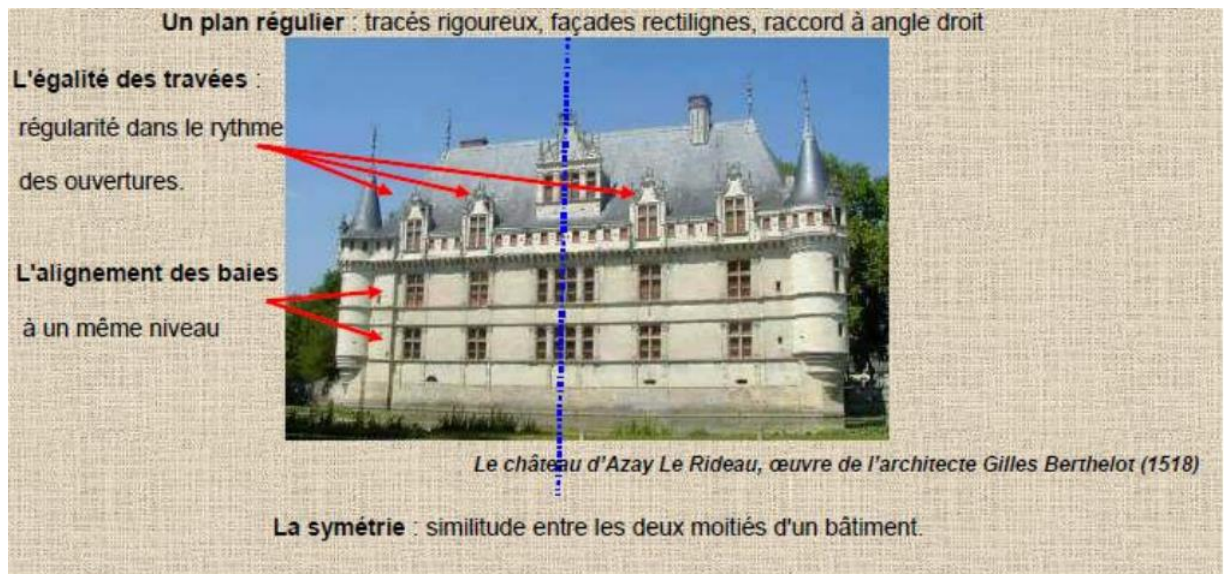 Un plan régulier : tracés rigoureux, façades rectilignes, raccord à angle droit
L'égalité des travées :
régularité dans le rythme
des ouvertures.
L'alignement des baies
à un même niveau
Le château d'Azay Le Rideau, œuvre de l'architecte Gilles Berthelot (1518)
La symétrie : similitude entre les deux moitiés d'un bâtiment.